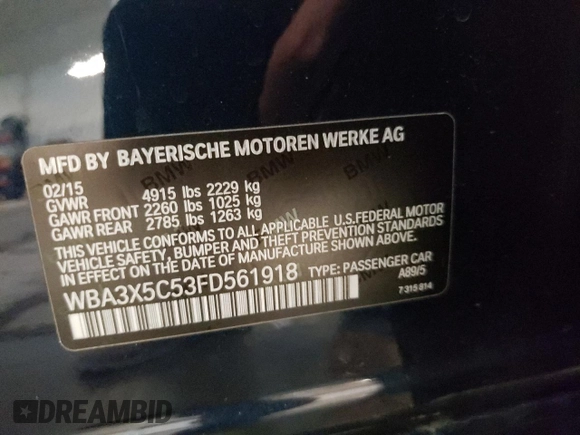 MFD BY BAYERISCHE MOTOREN WERKE AG
02/15
GVWR 4915 lbs 2229 kg
GAWR FRONT 2260 lbs 1025 kg
GAWR REAR 2785 lbs 1263 kg
THIS VEHICLE CONFORMS TO ALL APPLICABLE U.S.FEDERAL MOTOR
VEHICLE SAFETY, BUMPER AND THEFT PREVENTION STANDARDS
IN EFFECT ON THE DATE OF MANUFACTURE SHOWN ABOVE.
WBA3X5C53FD561918 TYPE: PASSENGER CAR
A89/5
7 315 814
BMW
BMW
BMW
DREAMBID